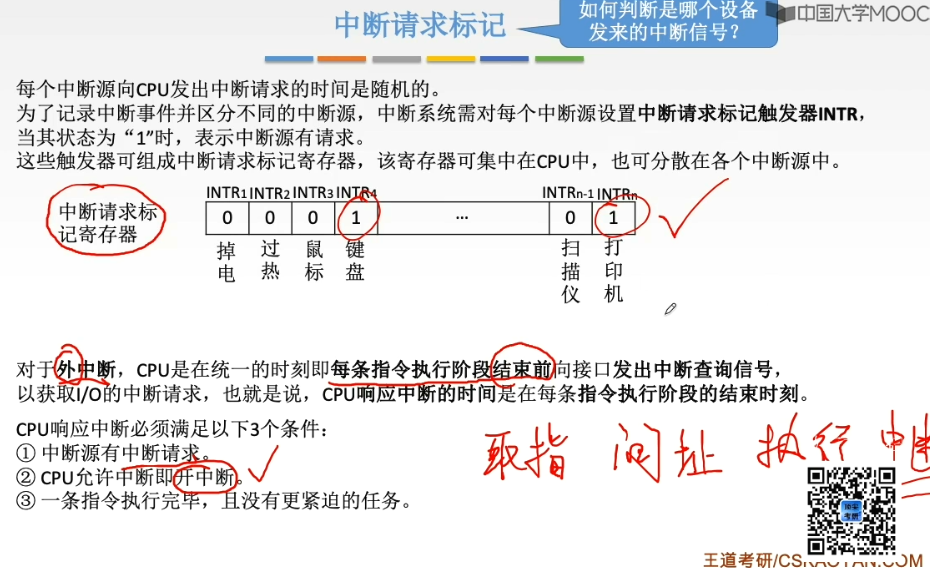 中断请求标记
如何判断是哪个设备
发来的中断信号？
中国大学MOOC
每个中断源向CPU发出中断请求的时间是随机的。
为了记录中断事件并区分不同的中断源，中断系统需对每个中断源设置中断请求标记触发器INTR，
当其状态为“1”时，表示中断源有请求。
这些触发器可组成中断请求标记寄存器，该寄存器可集中在CPU中，也可分散在各个中断源中。
INTR1 INTR2 INTR3 INTR4 INTRn-1 INTRn
中断请求标
记寄存器
0 0 0 1 … 0 1
掉电 过热 鼠标 键盘 扫描仪 打印机
对于外中断，CPU是在统一的时刻即每条指令执行阶段结束前向接口发出中断查询信号，
以获取I/O的中断请求，也就是说，CPU响应中断的时间是在每条指令执行阶段的结束时刻。
CPU响应中断必须满足以下3个条件：
① 中断源有中断请求。
② CPU允许中断即开中断。
③ 一条指令执行完毕，且没有更紧迫的任务。
取指 间址 执行 中断
王道考研/CSKAOYAN.COM